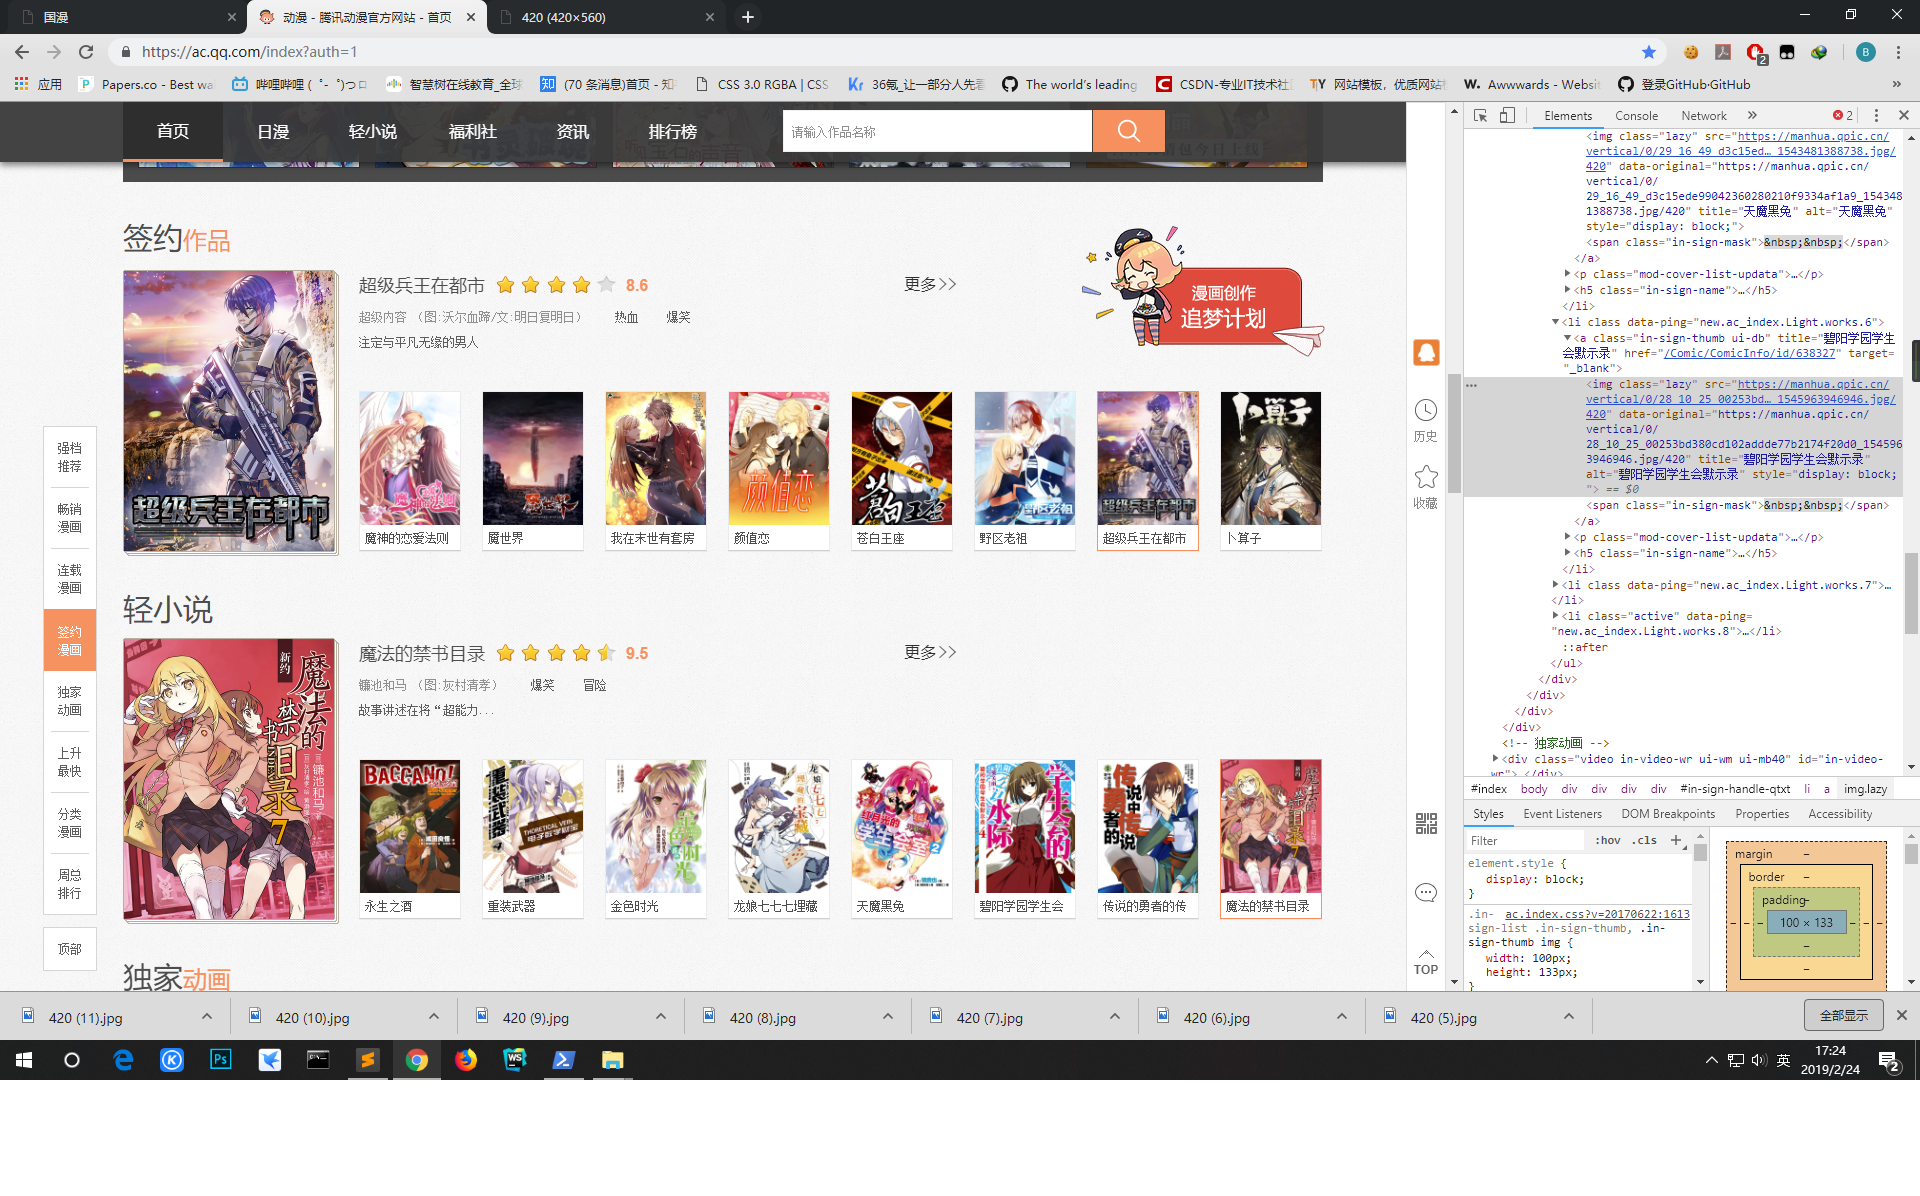 国漫
动漫 - 腾讯动漫官方网站 - 首页
420 (420×560)
https://ac.qq.com/index?auth=1
应用
Papers.co - Best wa
哔哩哔哩 ( ゜- ゜)つロ
智慧树在线教育_全球
(70 条消息)首页 - 知
CSS 3.0 RGBA | CSS
36氪_让一部分人先看
The world's leading
CSDN-专业IT技术社
网站模板，优质网站
Awwwards - Websit
登录GitHub·GitHub
首页
日漫
轻小说
福利社
资讯
排行榜
请输入作品名称
签约作品
超级兵王在都市
8.6
更多>>
超级内容 （图:沃尔血蹄/文:明日复明日）
热血
爆笑
注定与平凡无缘的男人
漫画创作
追梦计划
超级兵王在都市
魔神的恋爱法则
魇世界
我在末世有套房
颜值恋
苍白王座
野区老祖
超级兵王在都市
卜算子
轻小说
魔法的禁书目录
9.5
更多>>
镰池和马 （图:灰村清孝）
爆笑
冒险
故事讲述在将“超能力...
永生之酒
重装武器
金色时光
龙娘七七七埋藏
天魔黑兔
碧阳学园学生会
传说的勇者的传
魔法的禁书目录
独家动画
强档
推荐
畅销
漫画
连载
漫画
签约
漫画
独家
动画
上升
最快
分类
漫画
周总
排行
顶部
历史
收藏
TOP
Elements
Console
Network
2
<img class="lazy" src="https://manhua.qpic.cn/
vertical/0/29_16_49_d3c15ed…_1543481388738.jpg/
420" data-original="https://manhua.qpic.cn/
vertical/0/
29_16_49_d3c15ede99042360280210f9334af1a9_154348
1388738.jpg/420" title="天魔黑兔" alt="天魔黑兔"
style="display: block;">
<span class="in-sign-mask">&nbsp;&nbsp;</span>
</a>
<p class="mod-cover-list-updata">…</p>
<h5 class="in-sign-name">…</h5>
</li>
<li class data-ping="new.ac_index.Light.works.6">
<a class="in-sign-thumb ui-db" title="碧阳学园学生
会默示录" href="/Comic/ComicInfo/id/638327" target=
"_blank">
<img class="lazy" src="https://manhua.qpic.cn/
vertical/0/28_10_25_00253bd…_1545963946946.jpg/
420" data-original="https://manhua.qpic.cn/
vertical/0/
28_10_25_00253bd380cd102addde77b2174f20d0_154596
3946946.jpg/420" title="碧阳学园学生会默示录"
alt="碧阳学园学生会默示录" style="display: block;
"> == $0
<span class="in-sign-mask">&nbsp;&nbsp;</span>
</a>
<p class="mod-cover-list-updata">…</p>
<h5 class="in-sign-name">…</h5>
</li>
<li class data-ping="new.ac_index.Light.works.7">…
</li>
<li class="active" data-ping=
"new.ac_index.Light.works.8">…</li>
::after
</ul>
</div>
</div>
</div>
</div>
<!-- 独家动画 -->
<div class="video in-video-wr ui-wm ui-mb40" id="in-video-
wr">…</div>
#index body div div div div #in-sign-handle-qtxt li a img.lazy
Styles
Event Listeners
DOM Breakpoints
Properties
Accessibility
Filter
:hov .cls +
element.style {
display: block;
}
.in- ac.index.css?v=20170622:1613
sign-list .in-sign-thumb, .in-
sign-thumb img {
width: 100px;
height: 133px;
}
margin
border
padding
100 × 133
420 (11).jpg
420 (10).jpg
420 (9).jpg
420 (8).jpg
420 (7).jpg
420 (6).jpg
420 (5).jpg
全部显示
英
17:24
2019/2/24
2